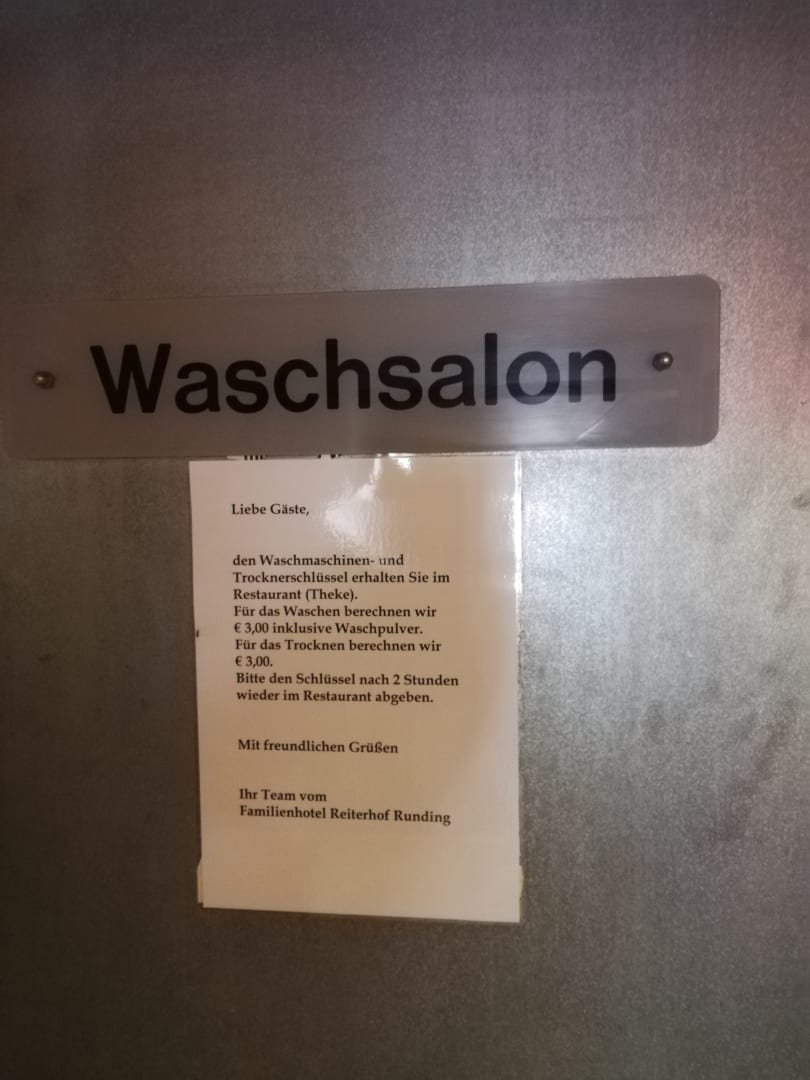 Waschsalon
Liebe Gäste,
den Waschmaschinen- und
Trocknerschlüssel erhalten Sie im
Restaurant (Theke).
Für das Waschen berechnen wir
€ 3,00 inklusive Waschpulver.
Für das Trocknen berechnen wir
€ 3,00.
Bitte den Schlüssel nach 2 Stunden
wieder im Restaurant abgeben.
Mit freundlichen Grüßen
Ihr Team vom
Familienhotel Reiterhof Runding